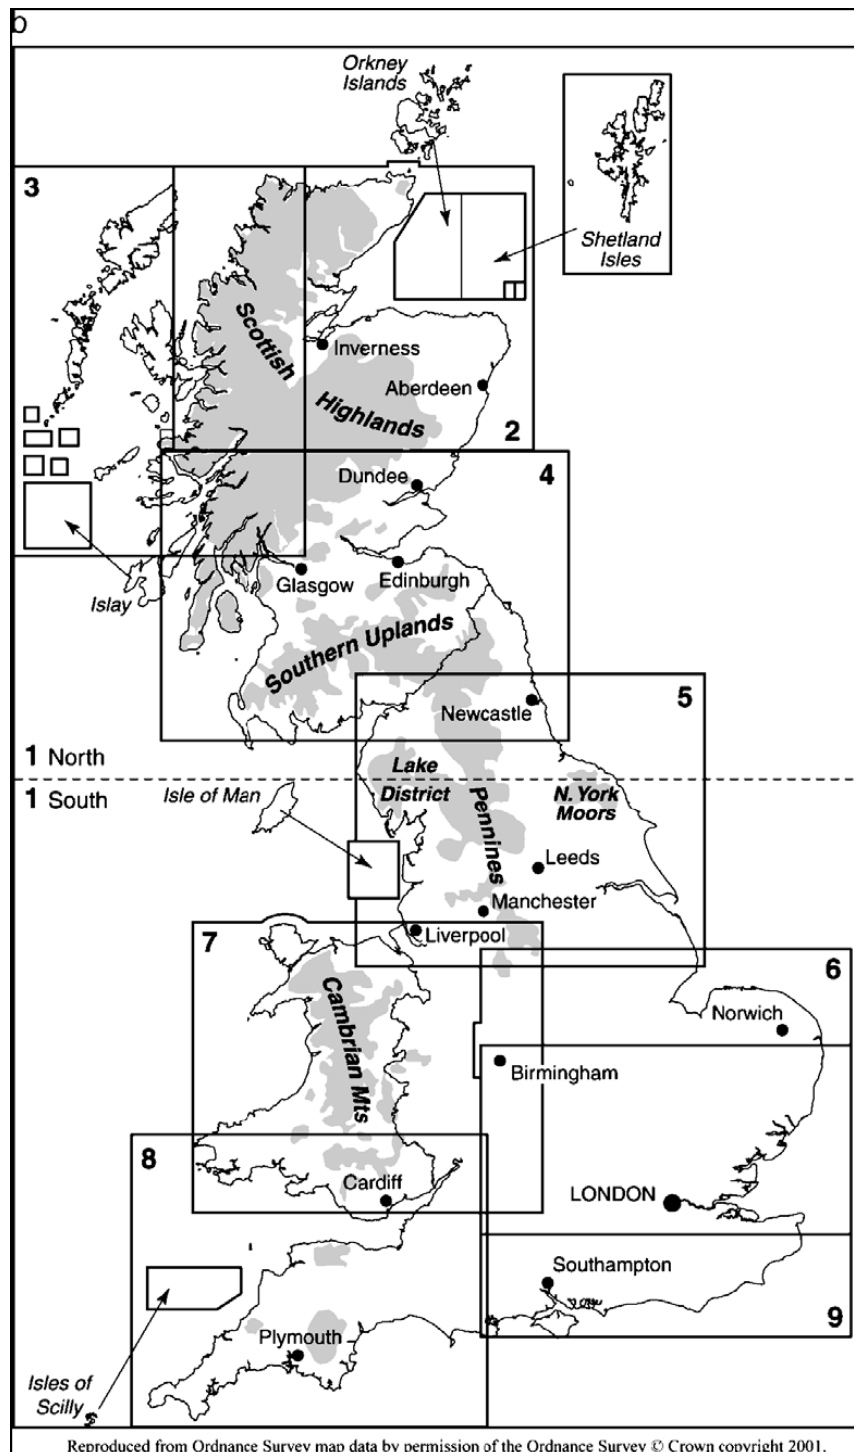 b
Orkney
Islands
3
Shetland
Isles
Scottish
Inverness
Aberdeen
Highlands
2
4
Dundee
Glasgow
Edinburgh
Islay
Southern Uplands
5
Newcastle
1 North
1 South
Isle of Man
Lake
District
N. York
Moors
Pennines
Leeds
Manchester
Liverpool
7
6
Norwich
Cambrian Mts
Birmingham
8
Cardiff
LONDON
Southampton
9
Plymouth
Isles of
Scilly
Reproduced from Ordnance Survey map data by permission of the Ordnance Survey © Crown copyright 2001.